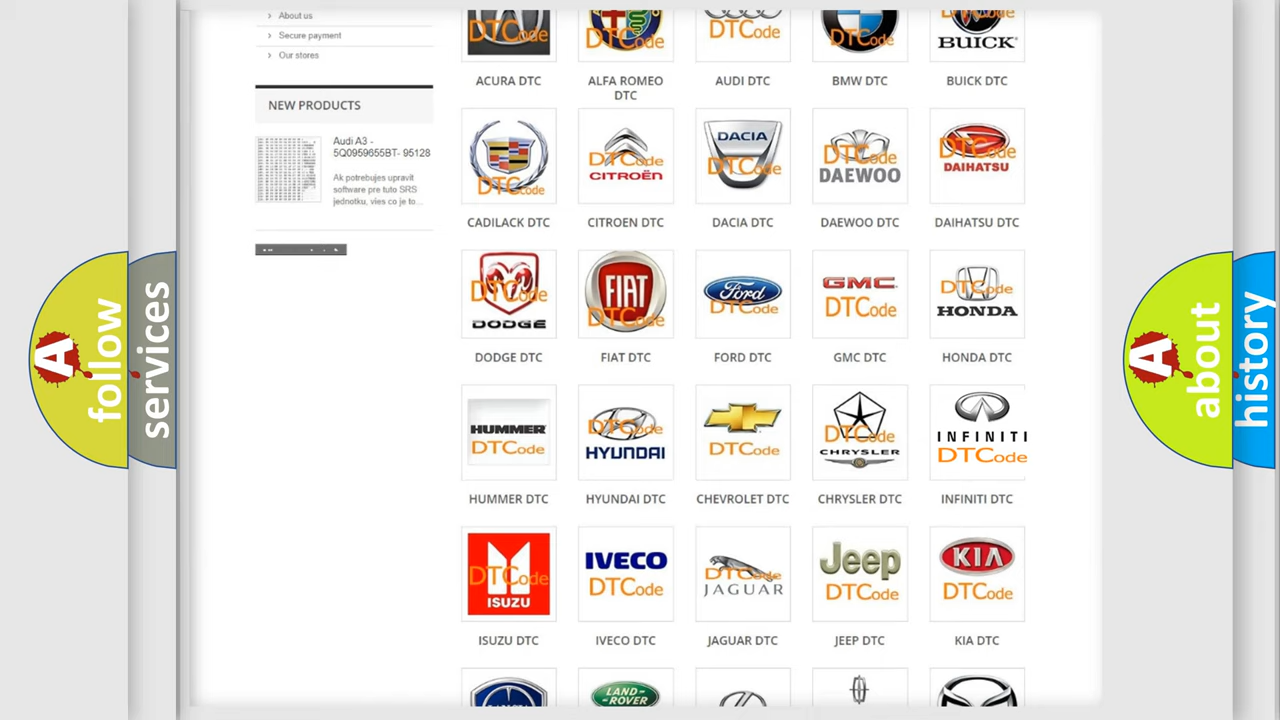 About us
Secure payment
Our stores
NEW PRODUCTS
Audi A3 -
5Q0959655BT- 95128
Ak potrebujes upravit
software pre tuto SRS
jednotku, vies co je to...
DTCode
DTCode
DTCode
DTCode
DTCode
BUICK
ACURA DTC
ALFA ROMEO
DTC
AUDI DTC
BMW DTC
BUICK DTC
DTCode
DTCode
CITROËN
DACIA
DTCode
DTCode
DAEWOO
DTCode
DAIHATSU
CADILACK DTC
CITROEN DTC
DACIA DTC
DAEWOO DTC
DAIHATSU DTC
DTCode
DODGE
FIAT
DTCode
Ford
DTCode
GMC
DTCode
DTCode
HONDA
DODGE DTC
FIAT DTC
FORD DTC
GMC DTC
HONDA DTC
HUMMER
DTCode
DTCode
HYUNDAI
DTCode
DTCode
CHRYSLER
INFINITI
DTCode
HUMMER DTC
HYUNDAI DTC
CHEVROLET DTC
CHRYSLER DTC
INFINITI DTC
DTCode
ISUZU
IVECO
DTCode
DTCode
JAGUAR
Jeep
DTCode
KIA
DTCode
ISUZU DTC
IVECO DTC
JAGUAR DTC
JEEP DTC
KIA DTC
LAND-
ROVER
A
follow
services
A
about
history